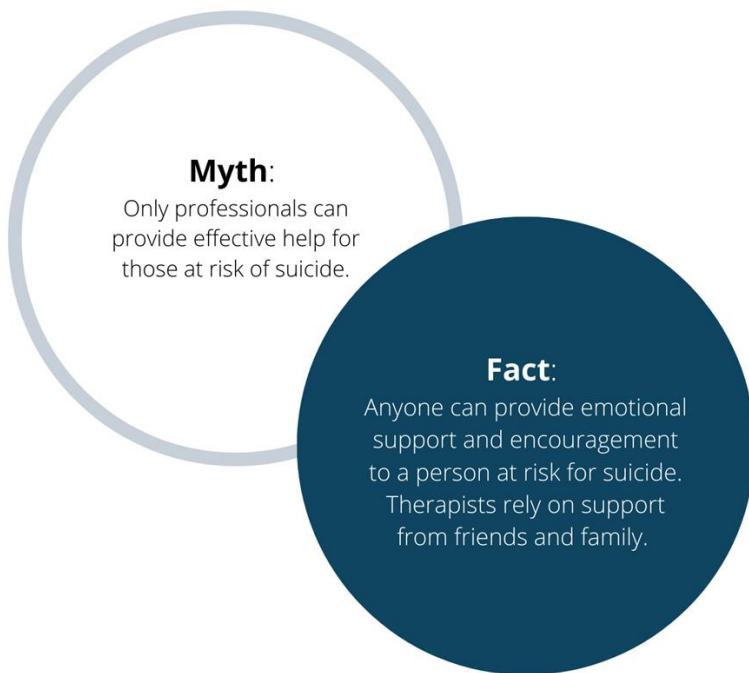 Myth:
Only professionals can
provide effective help for
those at risk of suicide.
Fact:
Anyone can provide emotional
support and encouragement
to a person at risk for suicide.
Therapists rely on support
from friends and family.